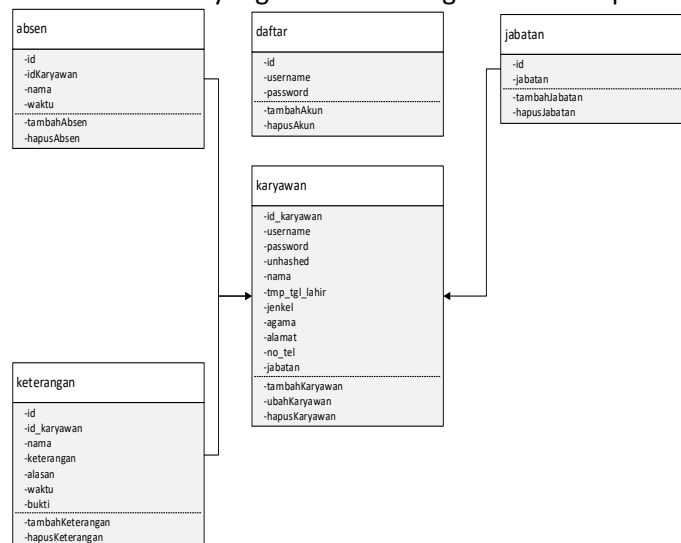 absen
-id
-idKaryawan
-nama
-waktu
-tambahAbsen
-hapusAbsen
daftar
-id
-username
-password
-tambahAkun
-hapusAkun
jabatan
-id
-jabatan
-tambahJabatan
-hapusJabatan
karyawan
-id_karyawan
-username
-password
-unhashed
-nama
-tmp_tgl_lahir
-jenkel
-agama
-alamat
-no_tel
-jabatan
-tambahKaryawan
-ubahKaryawan
-hapusKaryawan
keterangan
-id
-id_karyawan
-nama
-keterangan
-alasan
-waktu
-bukti
-tambahKeterangan
-hapusKeterangan